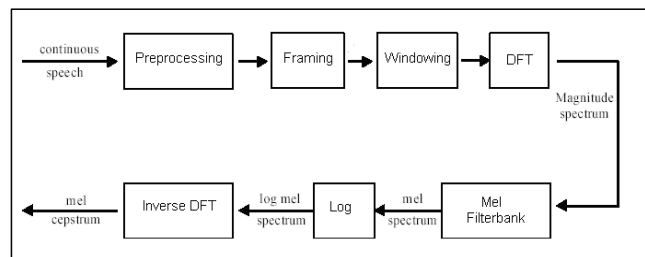 continuous
speech
Preprocessing
Framing
Windowing
DFT
Magnitude
spectrum
Mel
Filterbank
mel
spectrum
Log
log mel
spectrum
Inverse DFT
mel
cepstrum